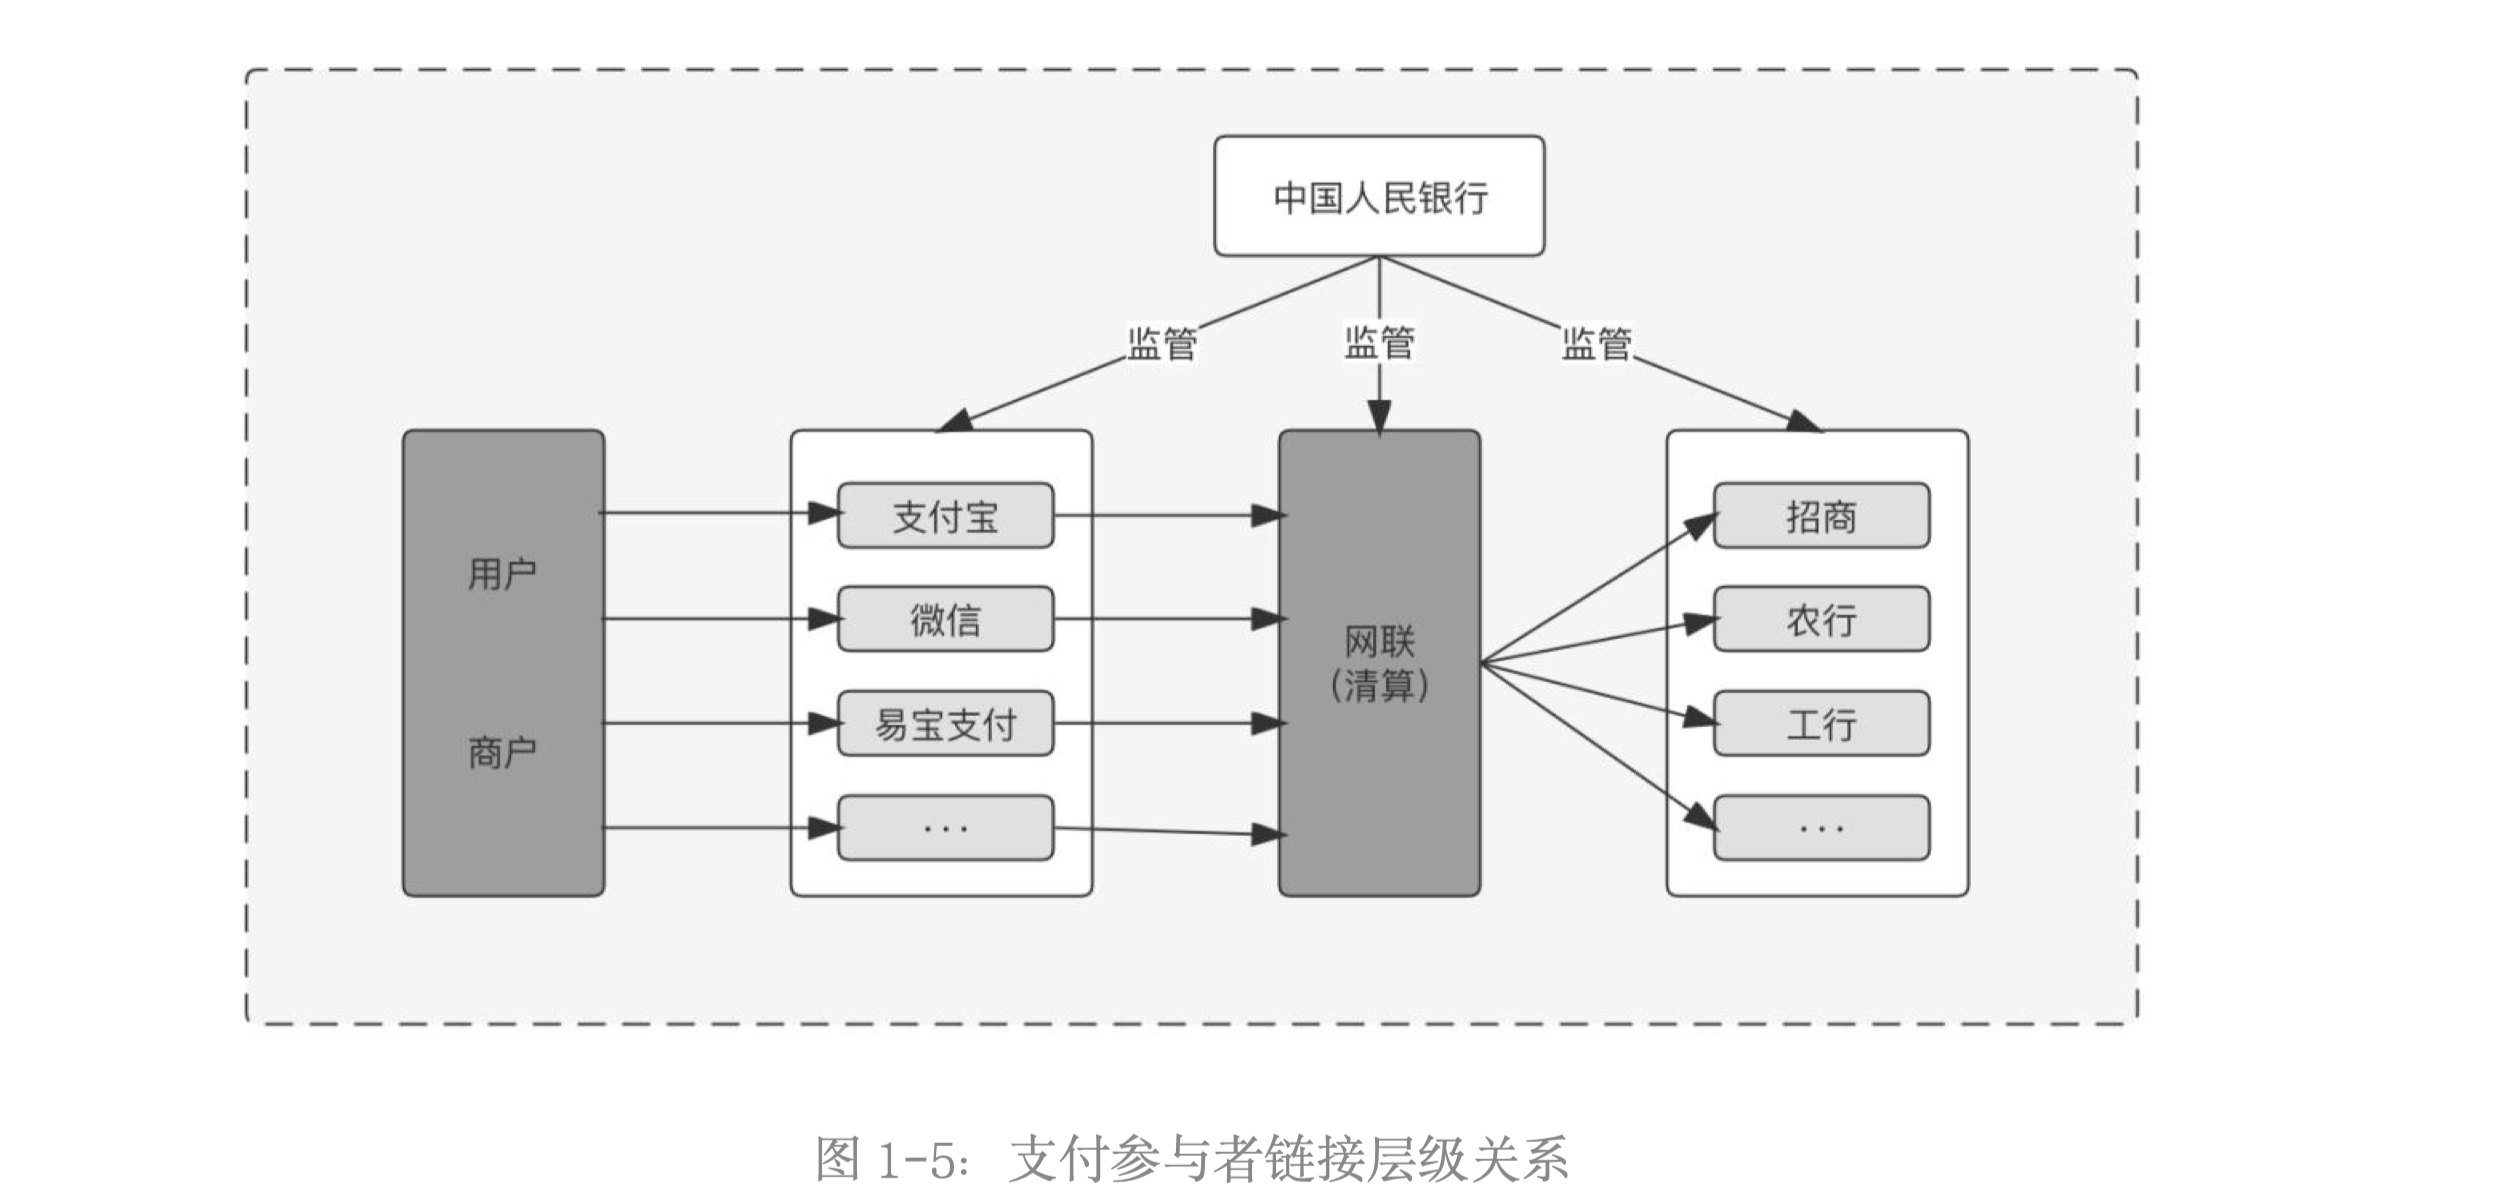 中国人民银行
监管
监管
监管
用户
商户
支付宝
微信
易宝支付
...
网联
(清算)
招商
农行
工行
...
图 1-5: 支付参与者链接层级关系